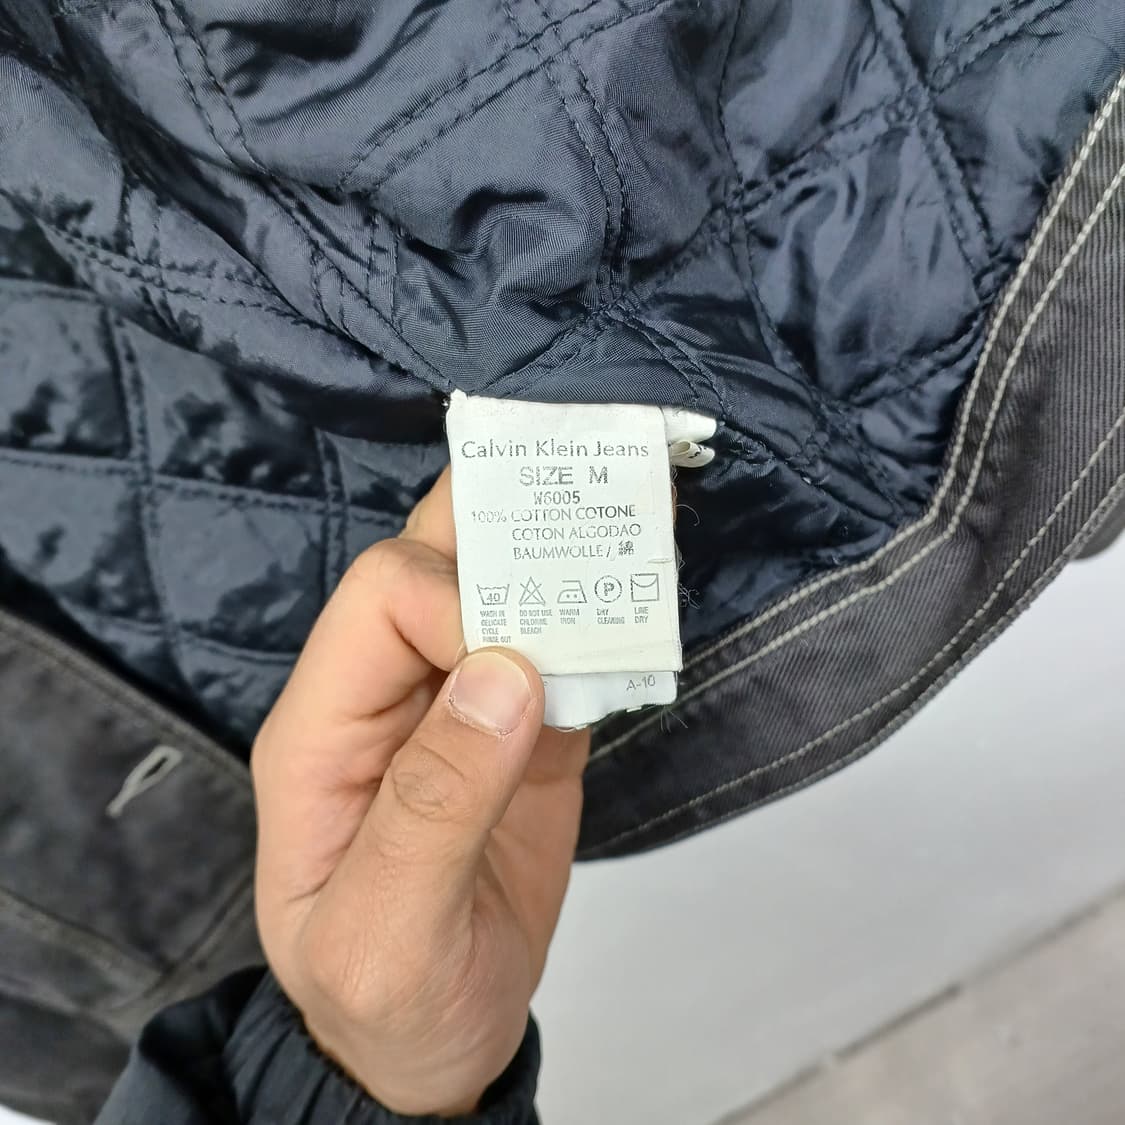 Calvin Klein Jeans
SIZE M
W6005
100% COTTON COTONE
COTON ALGODAO
BAUMWOLLE / 棉
40
P
WASH IN
DELICATE
CYCLE
RINSE OUT
DO NOT USE
CHLORINE
BLEACH
WARM
IRON
DRY
CLEANING
LINE
DRY
A-10